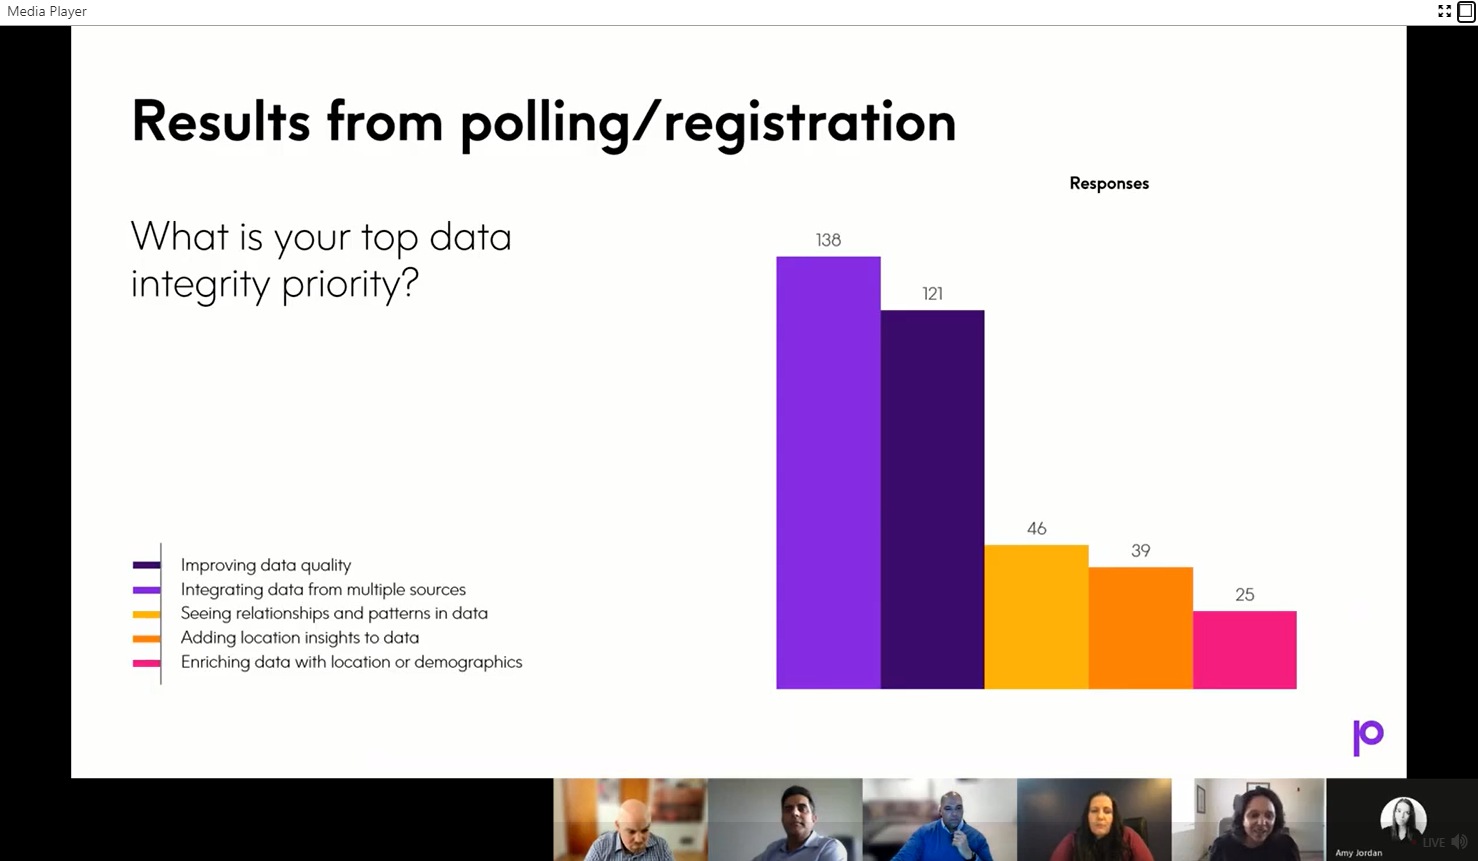 Media Player
Results from polling/registration
Responses
What is your top data
integrity priority?
138
121
46
39
25
Improving data quality
Integrating data from multiple sources
Seeing relationships and patterns in data
Adding location insights to data
Enriching data with location or demographics
p
LIVE
Amy Jordan